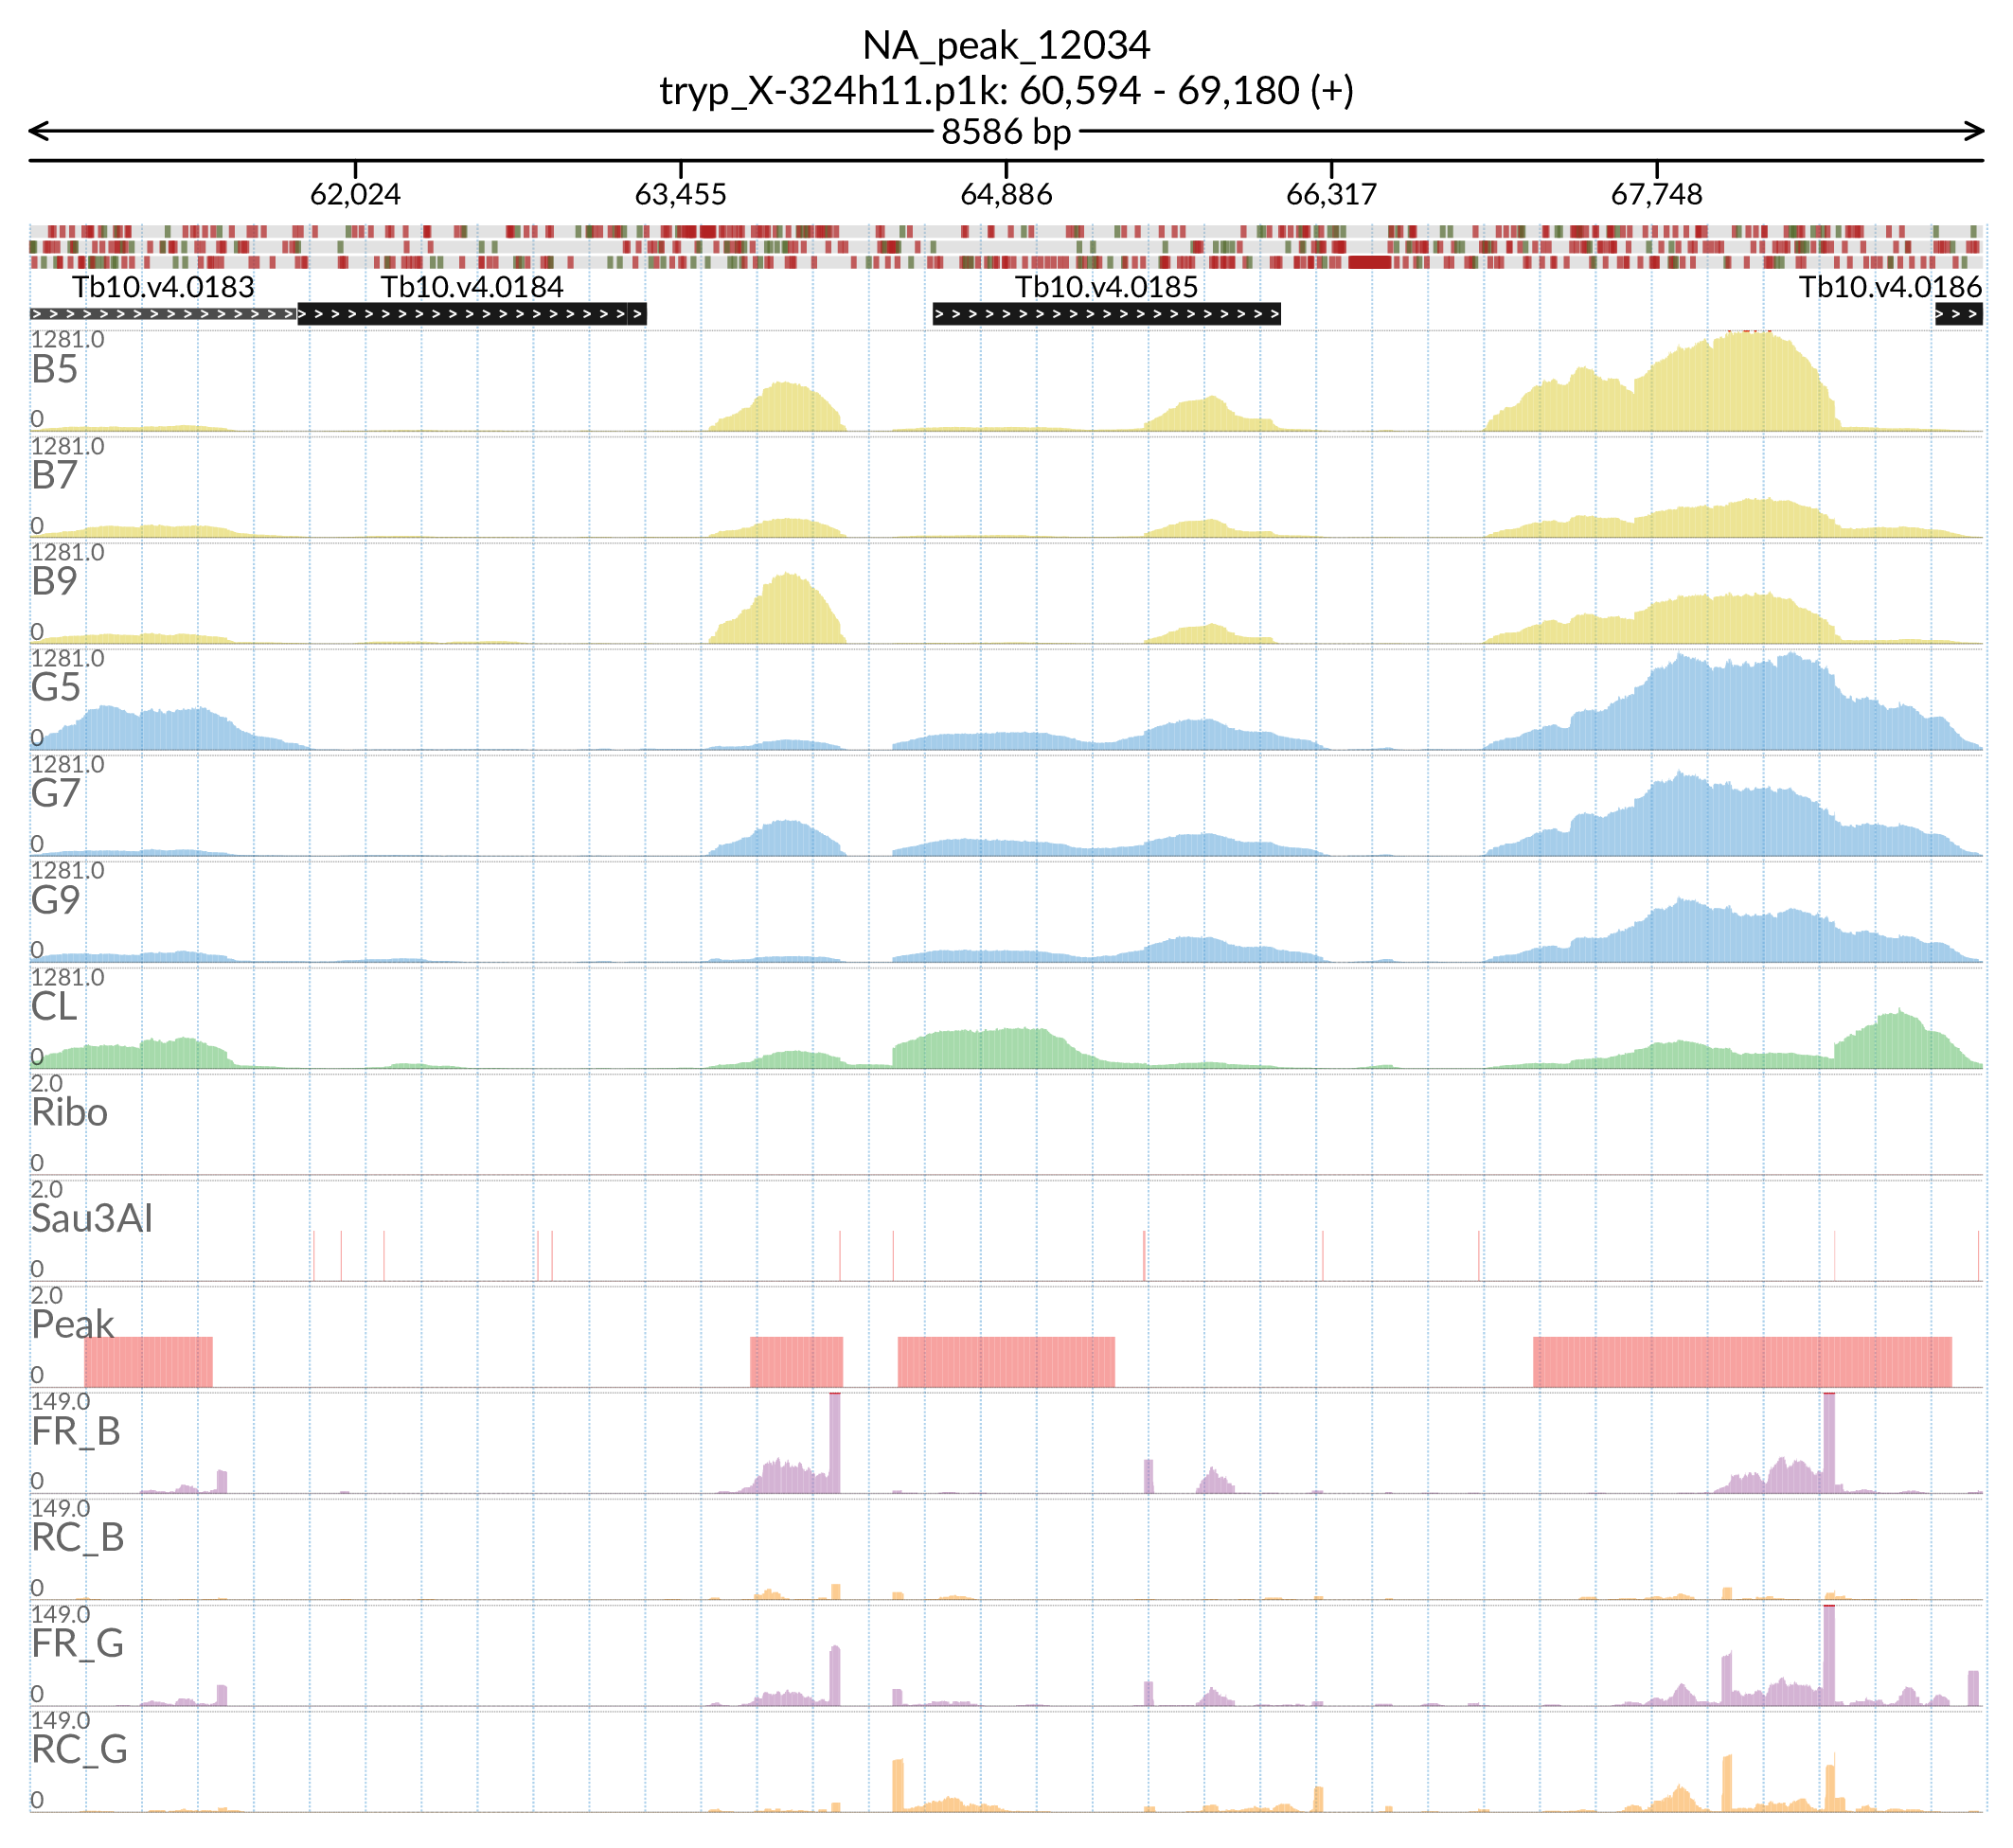 NA_peak_12034
tryp_X-324h11.p1k: 60,594 - 69,180 (+)
8586 bp
62,024 63,455 64,886 66,317 67,748
Tb10.v4.0183 Tb10.v4.0184 Tb10.v4.0185 Tb10.v4.0186
1281.0
B5
0
1281.0
B7
0
1281.0
B9
0
1281.0
G5
0
1281.0
G7
0
1281.0
G9
0
1281.0
CL
0
2.0
Ribo
0
2.0
Sau3AI
0
2.0
Peak
0
149.0
FR_B
0
149.0
RC_B
0
149.0
FR_G
0
149.0
RC_G
0